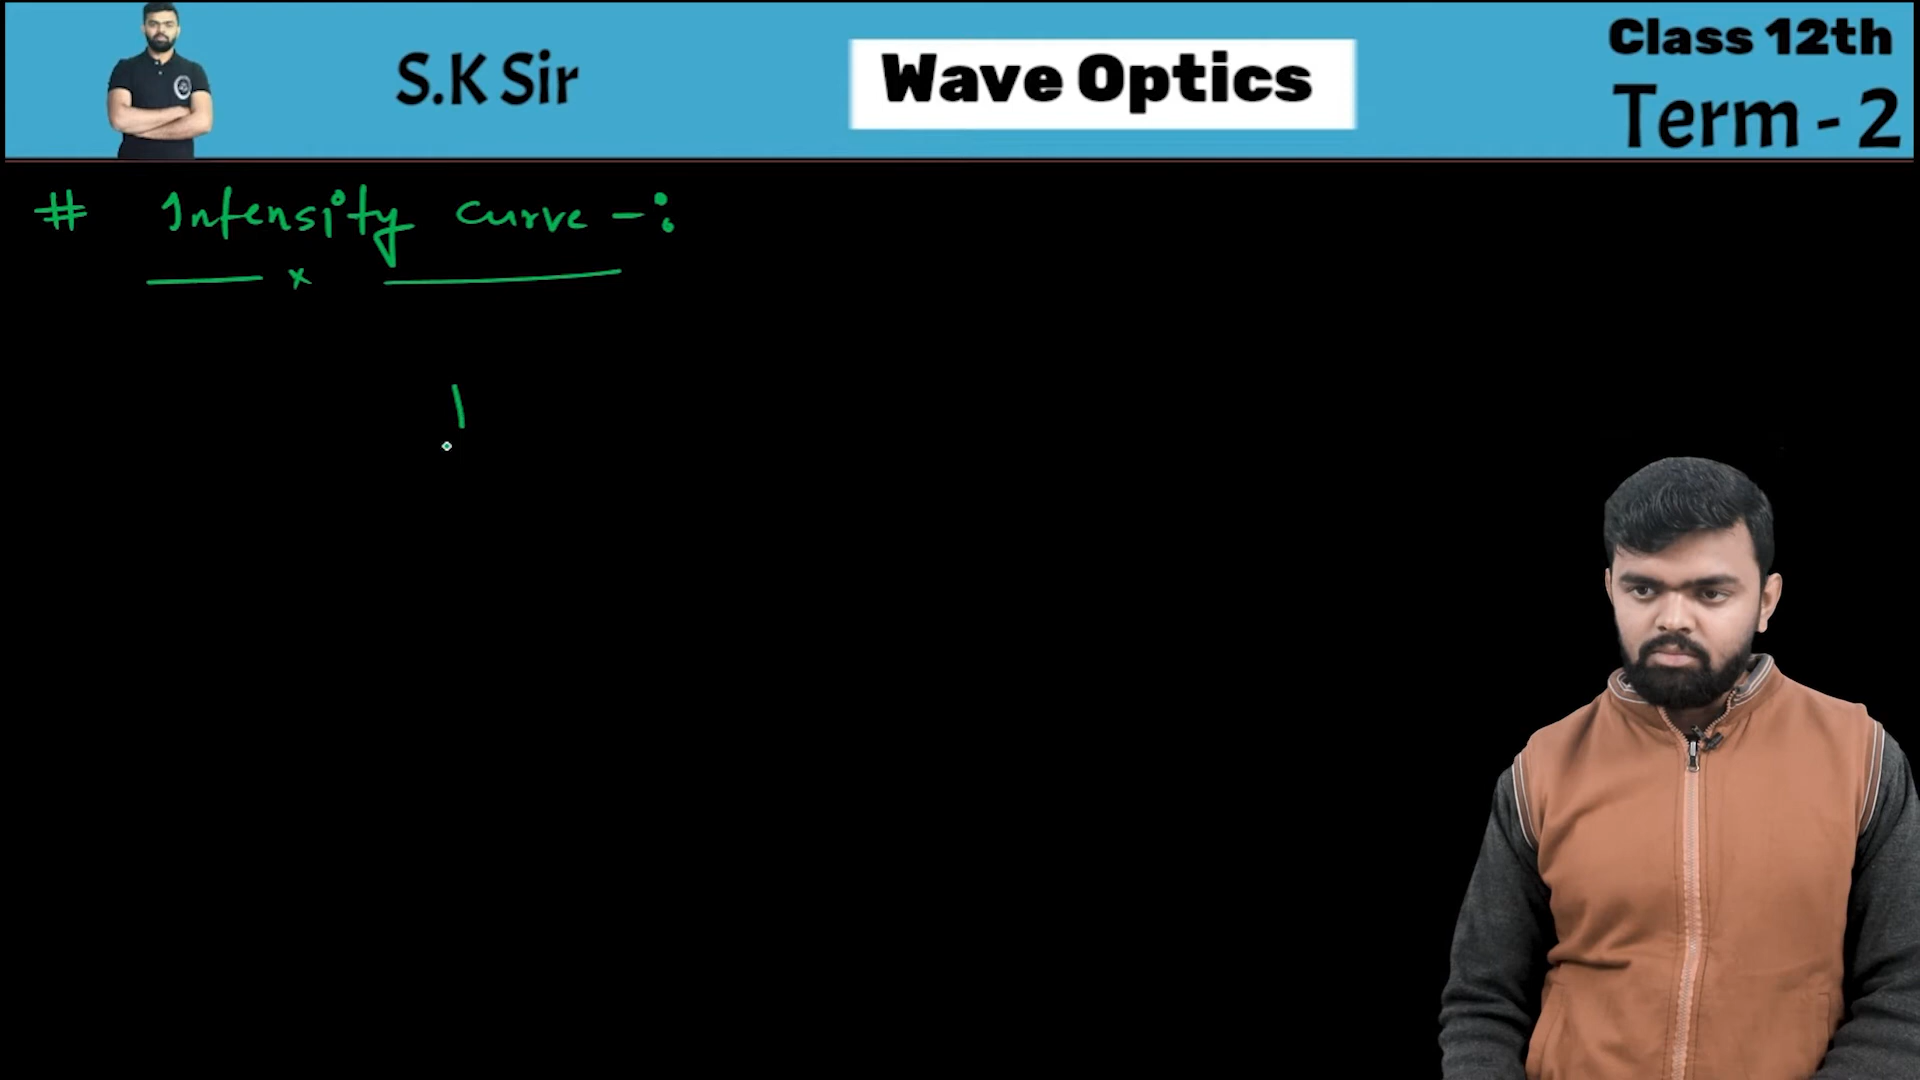 S.K Sir
Wave Optics
Class 12th
Term - 2
# Intensity curve -:
x